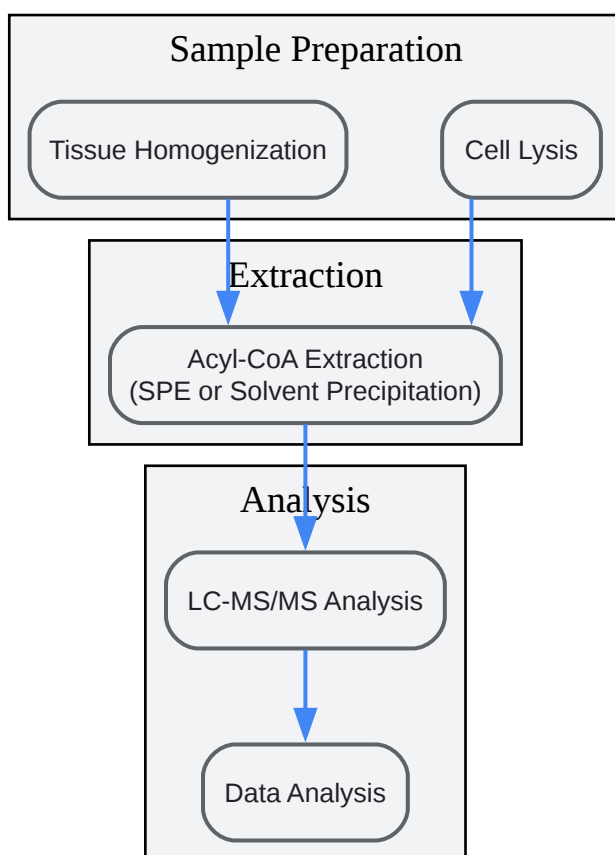 Sample Preparation
Tissue Homogenization
Cell Lysis
Extraction
Acyl-CoA Extraction
(SPE or Solvent Precipitation)
Analysis
LC-MS/MS Analysis
Data Analysis